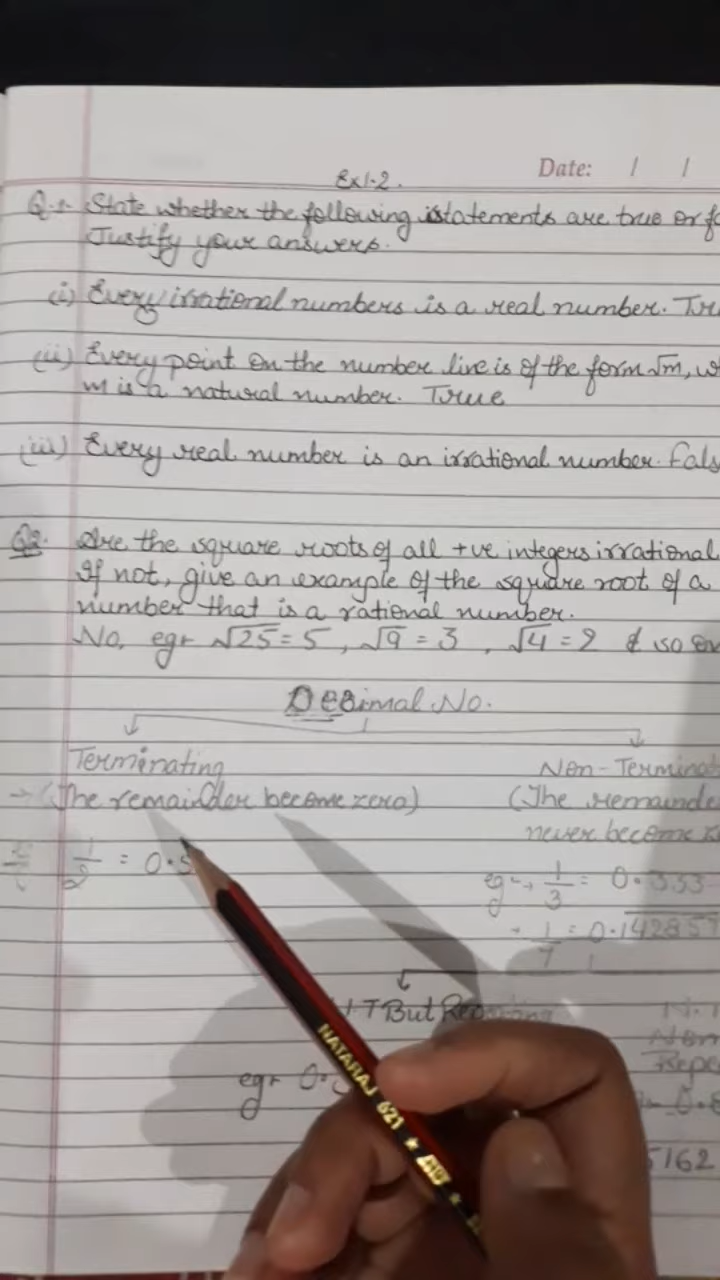 Date: / /
Ex1.2.
Q.1. State whether the following statements are true or
Justify your answers.
(i) Every irrational numbers is a real number.
(ii) Every point on the number line is of the form √m,
m is a natural number. True
(iii) Every real number is an irrational number.
Q2. Are the square roots of all +ve integers irrational
If not, give an example of the square root of a
number that is a rational number.
No, eg- √25 = 5, √9 = 3, √4 = 2 & so on
Decimal No.
Terminating
Non-
→ (The remainder become zero)
(The
never become
1/2 = 0.5
eg → 1/3 = 0.333
1/7 = 0.142857
But Repeating
eg- 0.
5162
NATARAJ 621 ★ HB ★